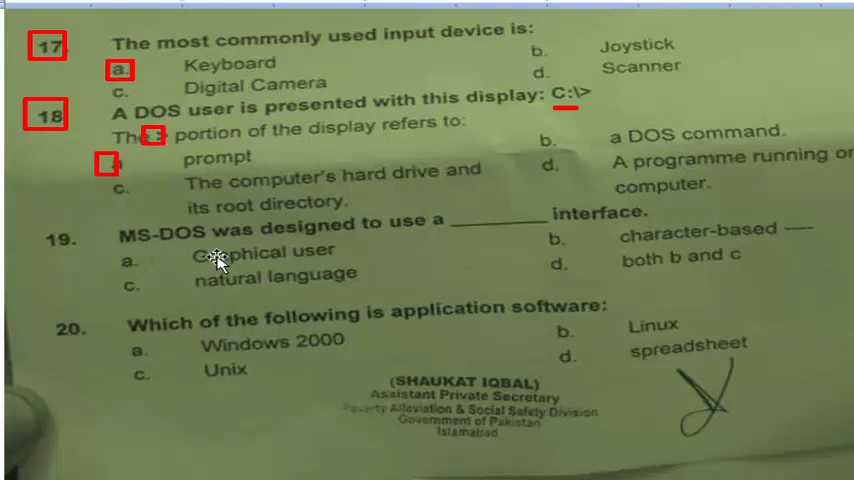 17. The most commonly used input device is:
a. Keyboard b. Joystick
c. Digital Camera d. Scanner
18 A DOS user is presented with this display: C:\>
The > portion of the display refers to:
a prompt b. a DOS command.
c. The computer's hard drive and its root directory. d. A programme running on computer.
19. MS-DOS was designed to use a ________ interface.
a. Graphical user b. character-based
c. natural language d. both b and c
20. Which of the following is application software:
a. Windows 2000 b. Linux
c. Unix d. spreadsheet
(SHAUKAT IQBAL)
Assistant Private Secretary
Poverty Alleviation & Social Safety Division
Government of Pakistan
Islamabad